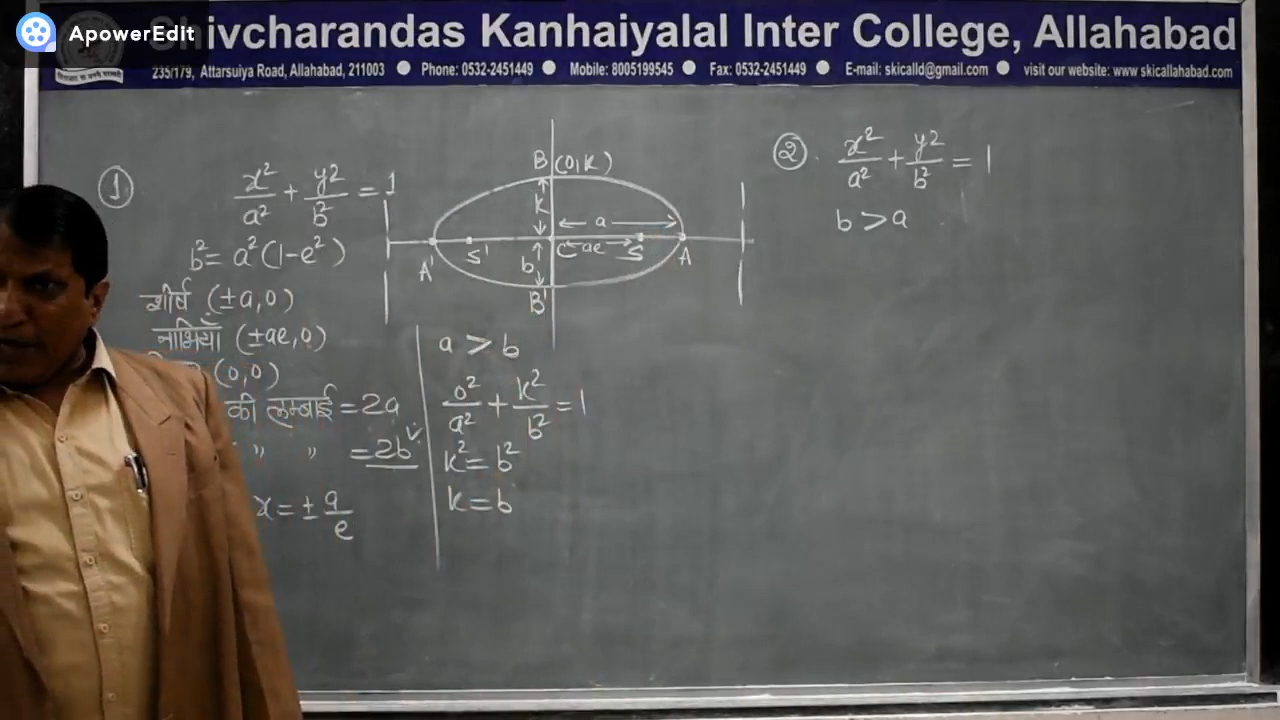 ApowerEdit
Shivcharandas Kanhaiyalal Inter College, Allahabad
235/179, Attarsuiya Road, Allahabad, 211003 ● Phone: 0532-2451449 ● Mobile: 8005199545 ● Fax: 0532-2451449 ● E-mail: skicalld@gmail.com ● visit our website: www.skicallahabad.com
① x²/a² + y²/b² = 1
b² = a²(1-e²)
शीर्ष (±a,0)
नाभियाँ (±ae,0)
(0,0)
की लम्बाई = 2a
" " = 2b
x = ± a/e
B (0,k)
k
a
A' S' C ae S A
b
B'
a > b
0²/a² + k²/b² = 1
k² = b²
k = b
②. x²/a² + y²/b² = 1
b > a